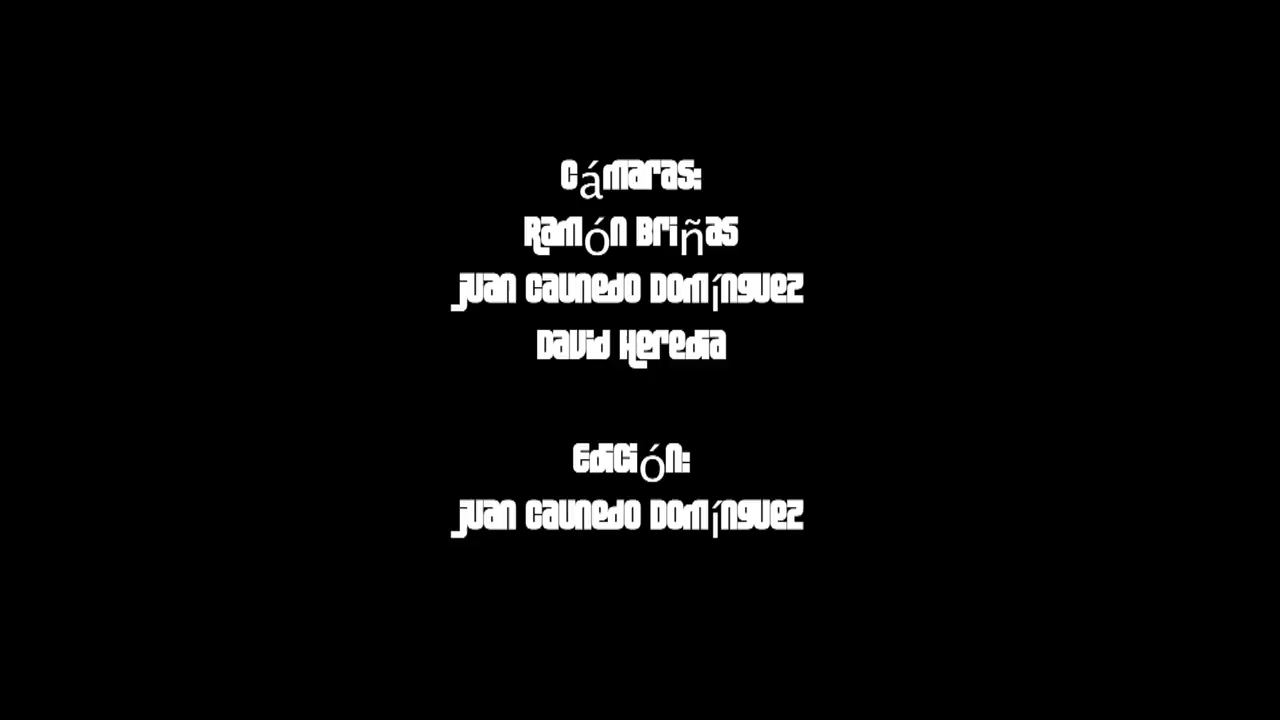 Cámaras:
Ramón Briñas
Juan Caunedo Domínguez
David Heredia
Edición:
Juan Caunedo Domínguez